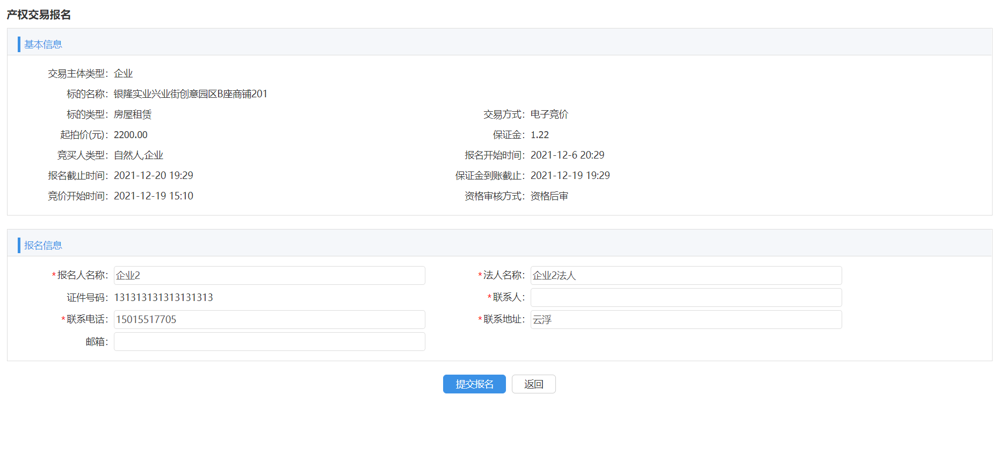 产权交易报名
基本信息
交易主体类型：企业
标的名称：银隆实业兴业街创意园区B座商铺201
标的类型：房屋租赁 交易方式：电子竞价
起拍价(元)：2200.00 保证金：1.22
竞买人类型：自然人,企业 报名开始时间：2021-12-6 20:29
报名截止时间：2021-12-20 19:29 保证金到账截止：2021-12-19 19:29
竞价开始时间：2021-12-19 15:10 资格审核方式：资格后审
报名信息
*报名人名称：企业2 *法人名称：企业2法人
证件号码：131313131313131313 *联系人：
*联系电话：15015517705 *联系地址：云浮
邮箱：
提交报名 返回